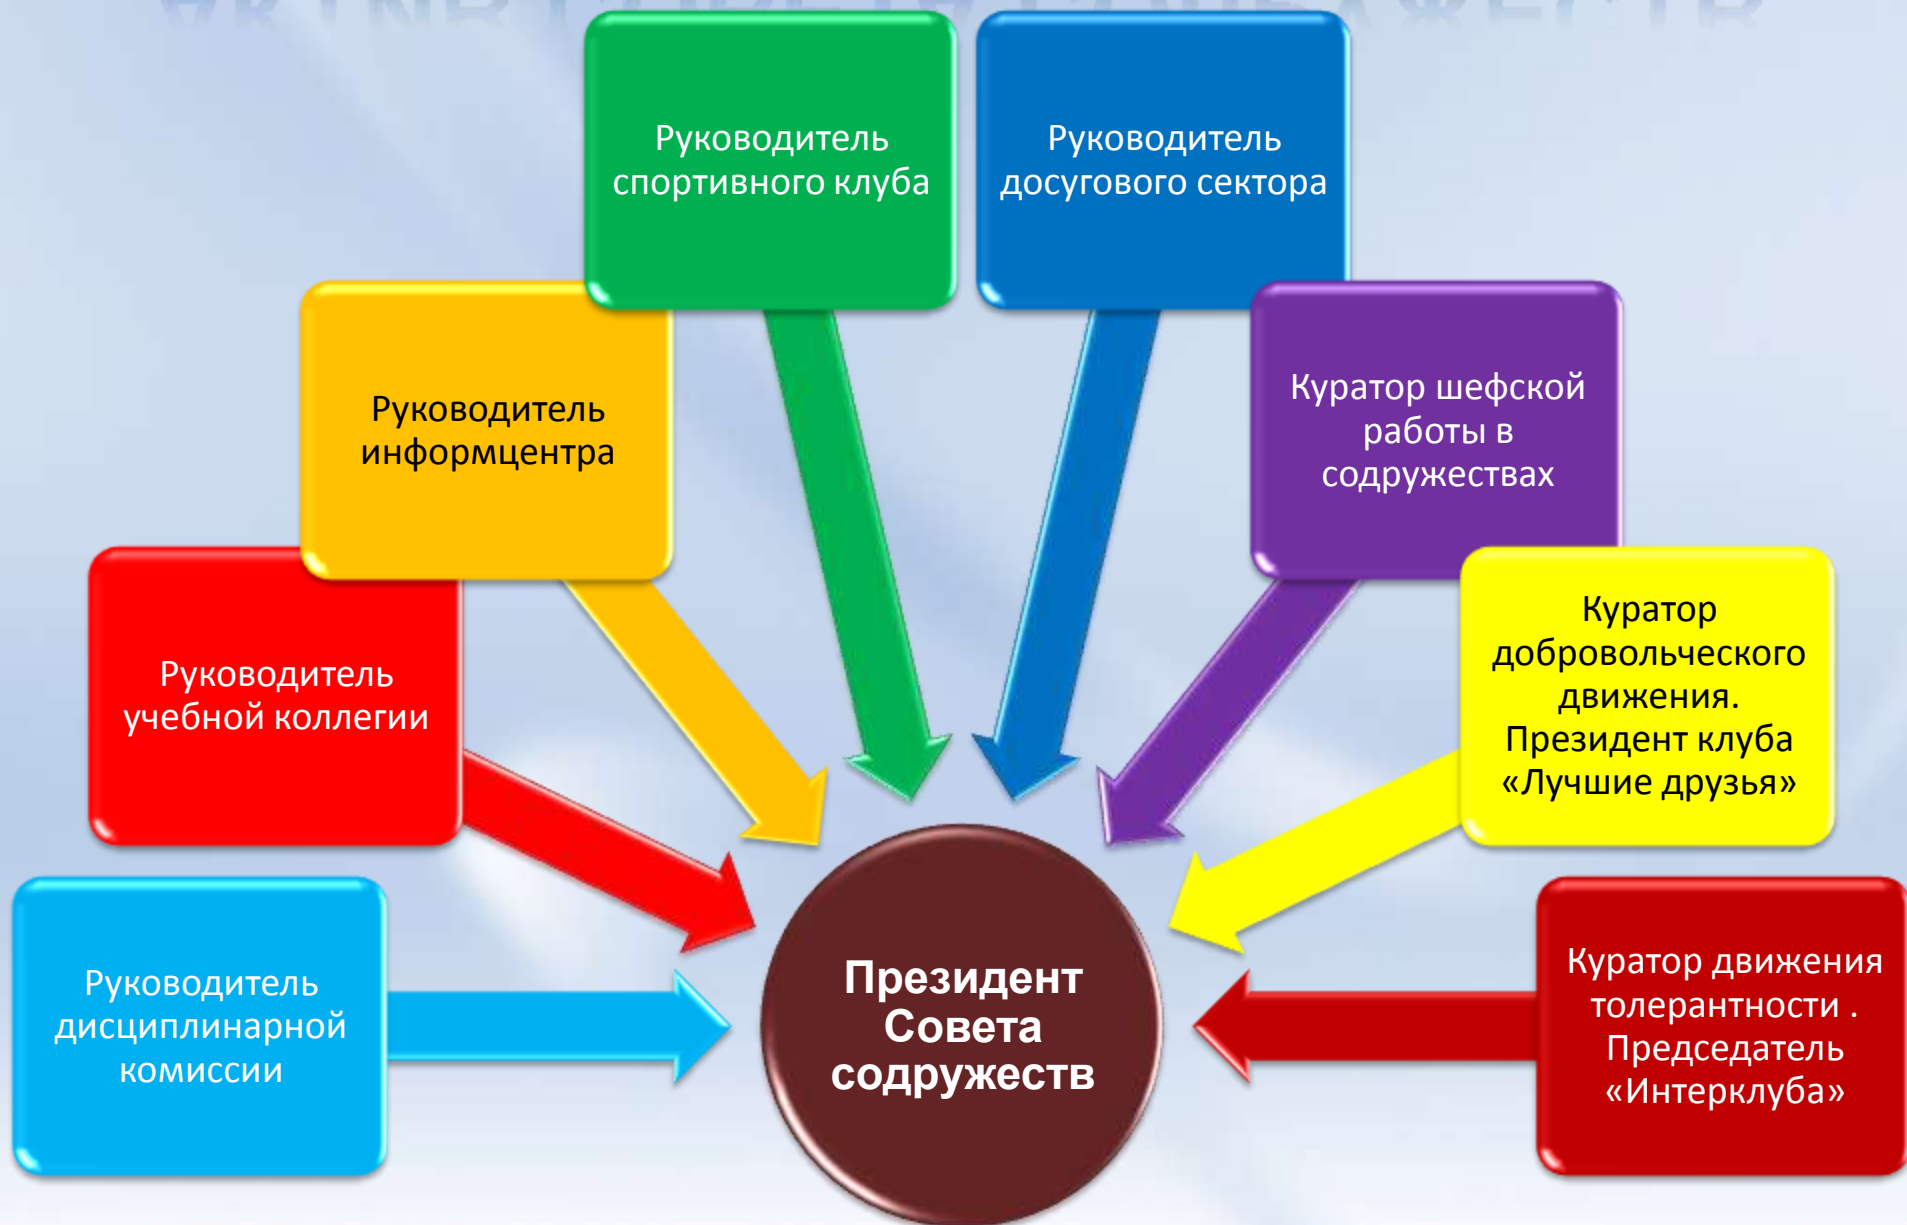 Руководитель
спортивного клуба
Руководитель
досугового сектора
Руководитель
информцентра
Куратор шефской
работы в
содружествах
Руководитель
учебной коллегии
Куратор
добровольческого
движения.
Президент клуба
«Лучшие друзья»
Руководитель
дисциплинарной
комиссии
Президент
Совета
содружеств
Куратор движения
толерантности .
Председатель
«Интерклуба»